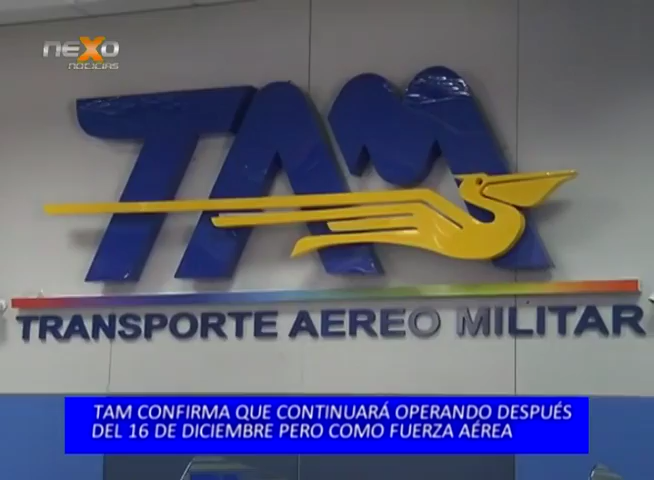 nexo
NOTICIAS
TAM
TRANSPORTE AEREO MILITAR
TAM CONFIRMA QUE CONTINUARÁ OPERANDO DESPUÉS
DEL 16 DE DICIEMBRE PERO COMO FUERZA AÉREA